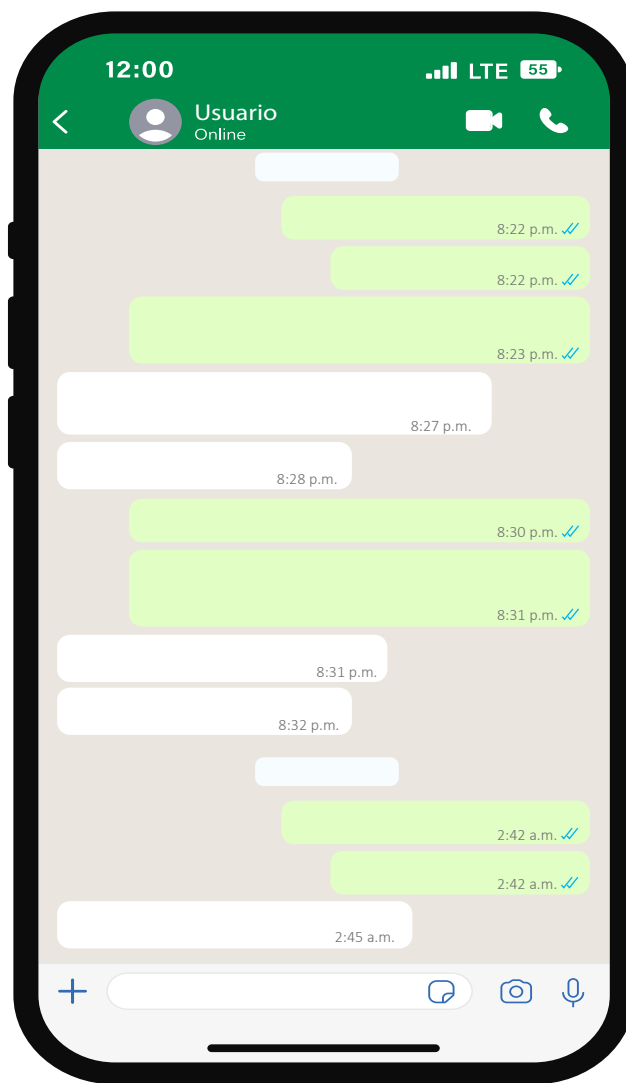 12:00 LTE 55
Usuario
Online
8:22 p.m.
8:22 p.m.
8:23 p.m.
8:27 p.m.
8:28 p.m.
8:30 p.m.
8:31 p.m.
8:31 p.m.
8:32 p.m.
2:42 a.m.
2:42 a.m.
2:45 a.m.